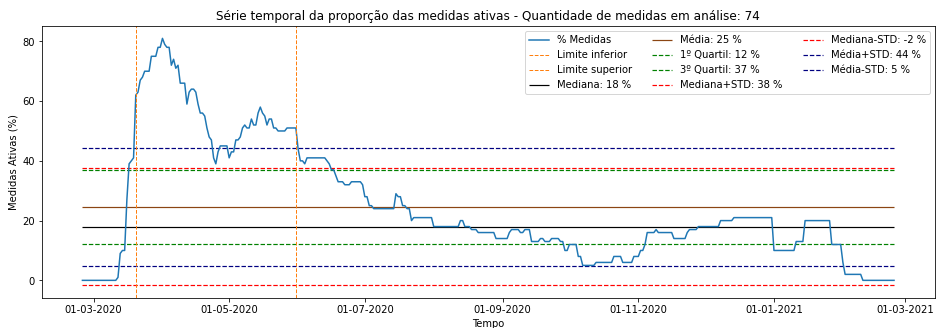 Série temporal da proporção das medidas ativas - Quantidade de medidas em análise: 74
% Medidas
Limite inferior
Limite superior
Mediana: 18 %
Média: 25 %
1º Quartil: 12 %
3º Quartil: 37 %
Mediana+STD: 38 %
Mediana-STD: -2 %
Média+STD: 44 %
Média-STD: 5 %
Medidas Ativas (%)
80
60
40
20
0
01-03-2020
01-05-2020
01-07-2020
01-09-2020
01-11-2020
01-01-2021
01-03-2021
Tempo